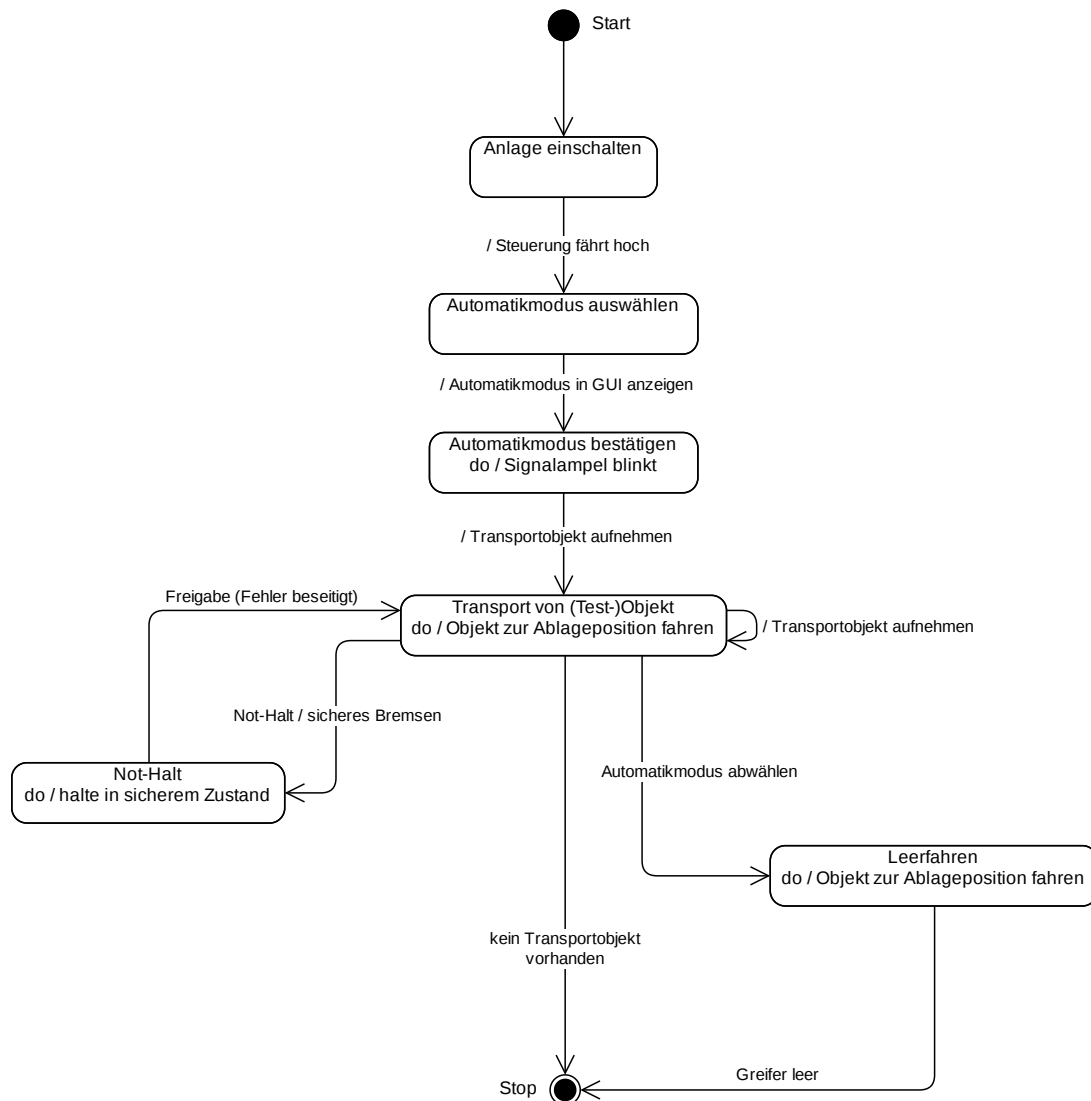 Start
Anlage einschalten
/ Steuerung fährt hoch
Automatikmodus auswählen
/ Automatikmodus in GUI anzeigen
Automatikmodus bestätigen
do / Signalampel blinkt
/ Transportobjekt aufnehmen
Freigabe (Fehler beseitigt)
Transport von (Test-)Objekt
do / Objekt zur Ablageposition fahren
/ Transportobjekt aufnehmen
Not-Halt / sicheres Bremsen
Not-Halt
do / halte in sicherem Zustand
Automatikmodus abwählen
Leerfahren
do / Objekt zur Ablageposition fahren
kein Transportobjekt
vorhanden
Greifer leer
Stop